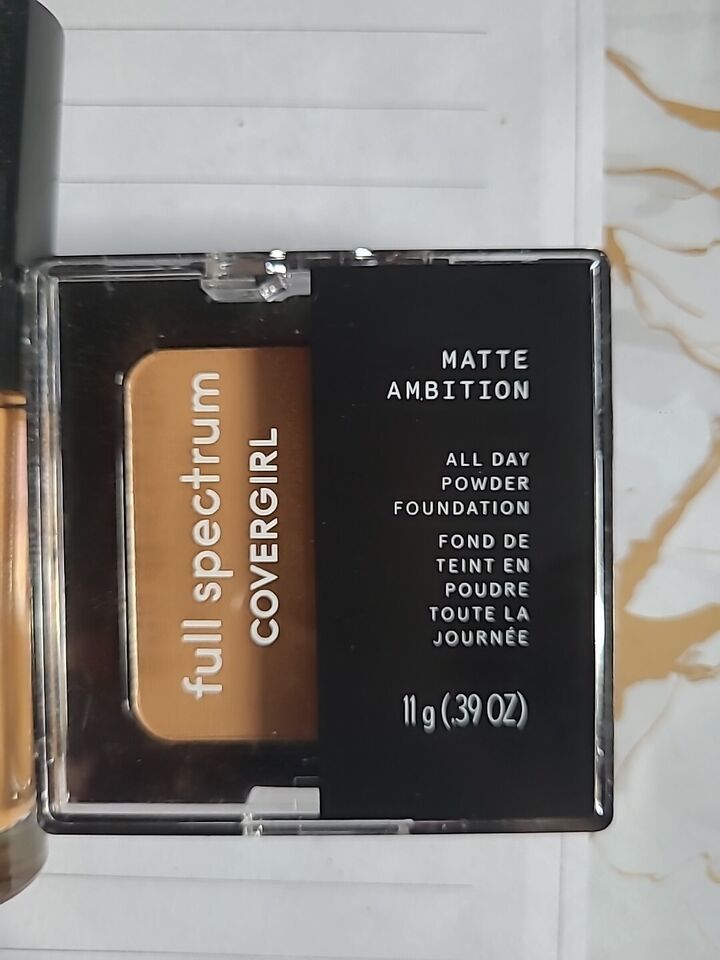 full spectrum
COVERGIRL
MATTE
AMBITION
ALL DAY
POWDER
FOUNDATION
FOND DE
TEINT EN
POUDRE
TOUTE LA
JOURNÉE
11 g (.39 OZ)